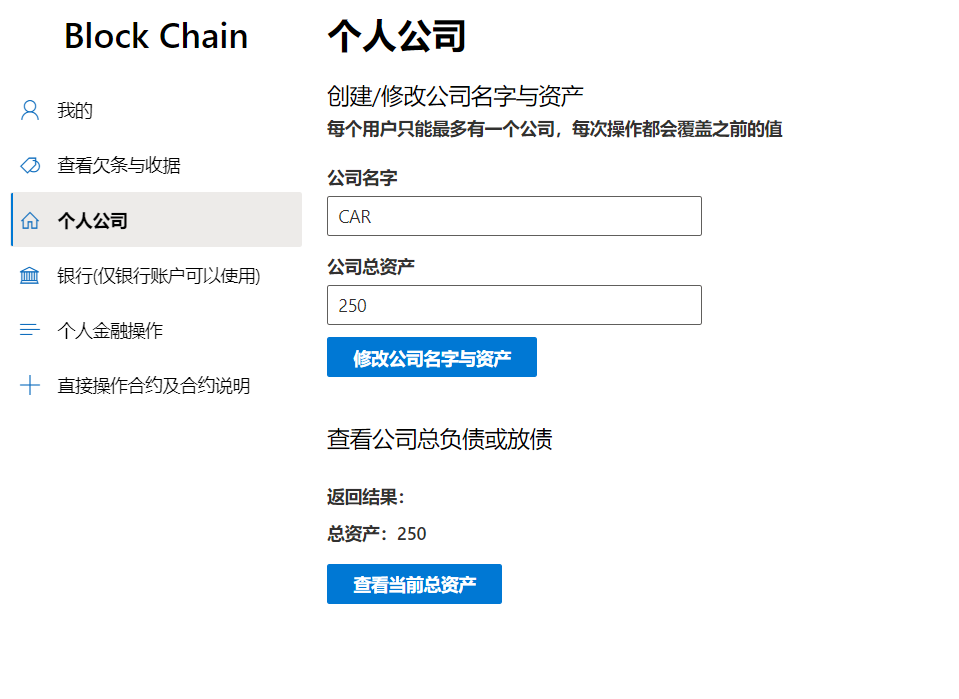 Block Chain
我的
查看欠条与收据
个人公司
银行(仅银行账户可以使用)
个人金融操作
直接操作合约及合约说明
个人公司
创建/修改公司名字与资产
每个用户只能最多有一个公司，每次操作都会覆盖之前的值
公司名字
CAR
公司总资产
250
修改公司名字与资产
查看公司总负债或放债
返回结果：
总资产：250
查看当前总资产